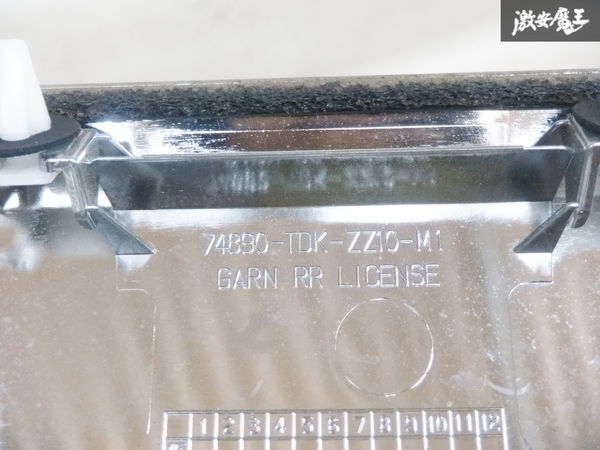 激安魔王
74890-TDK-ZZ10-M1
GARN RR LICENSE
1 2 3 4 5 6 7 8 9 10 11 12